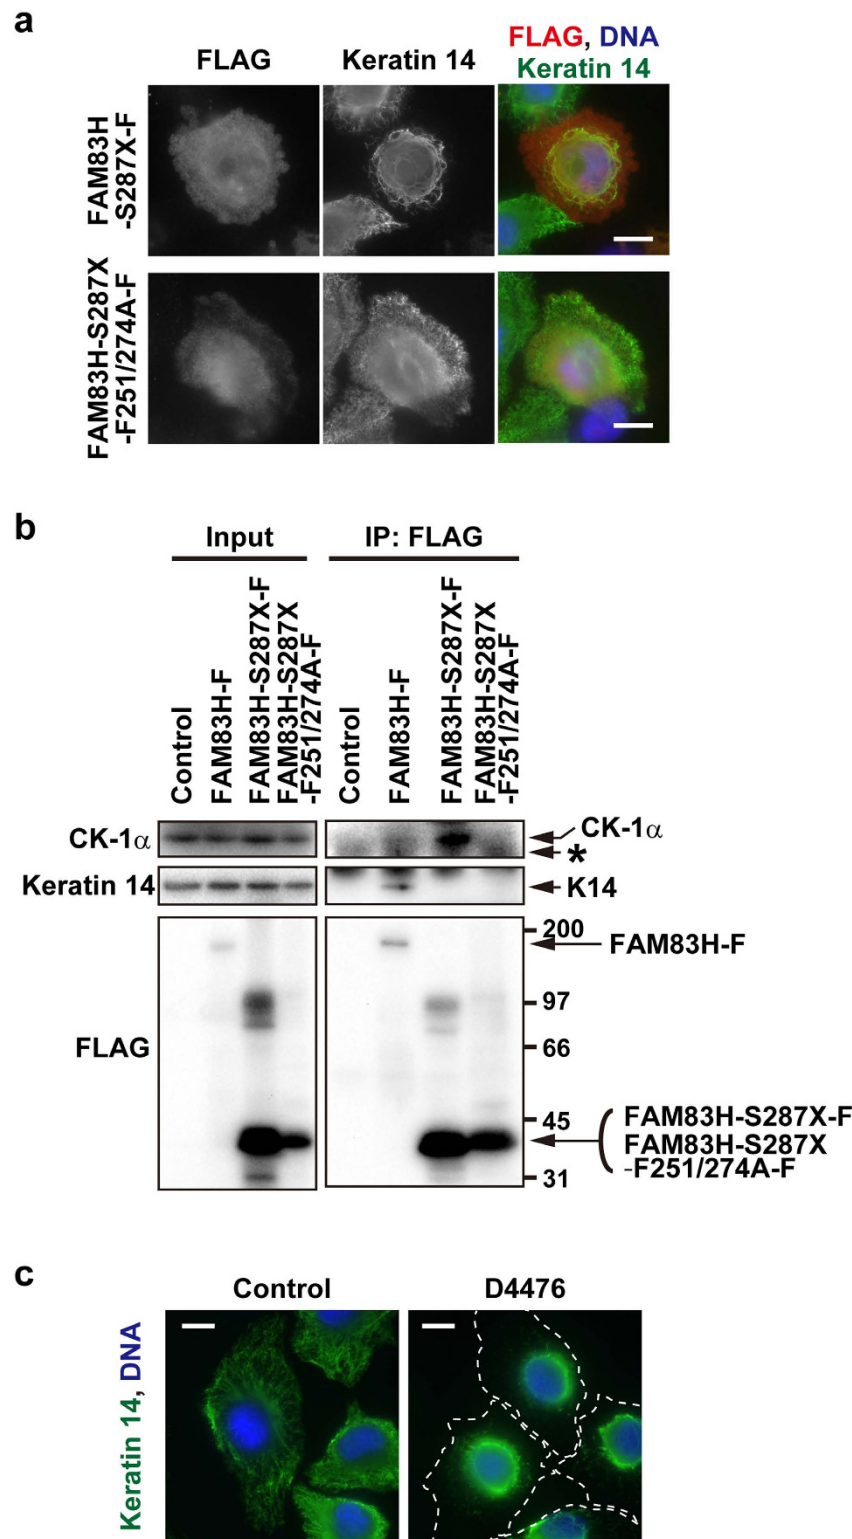 a
FLAG
Keratin 14
FLAG, DNA
Keratin 14
FAM83H
-S287X-F
FAM83H-S287X
-F251/274A-F
b
Input
IP: FLAG
Control
FAM83H-F
FAM83H-S287X-F
FAM83H-S287X
-F251/274A-F
Control
FAM83H-F
FAM83H-S287X-F
FAM83H-S287X
-F251/274A-F
CK-1α
CK-1α
*
Keratin 14
K14
FLAG
200
FAM83H-F
97
66
45
31
FAM83H-S287X-F
FAM83H-S287X
-F251/274A-F
c
Control
D4476
Keratin 14, DNA